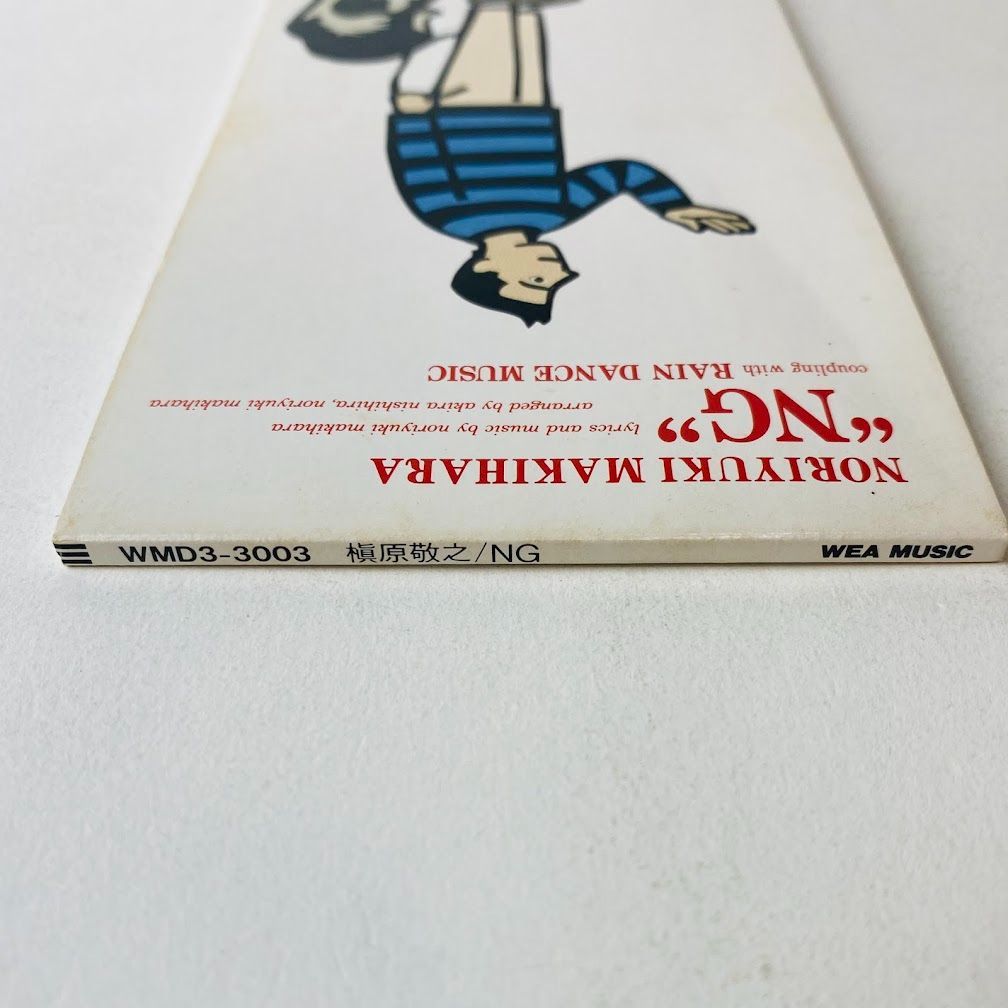 NORIYUKI MAKIHARA
“NG”
lyrics and music by noriyuki makihara
arranged by akira nishihira, noriyuki makihara
coupling with RAIN DANCE MUSIC
WMD3-3003 槇原敬之/NG WEA MUSIC